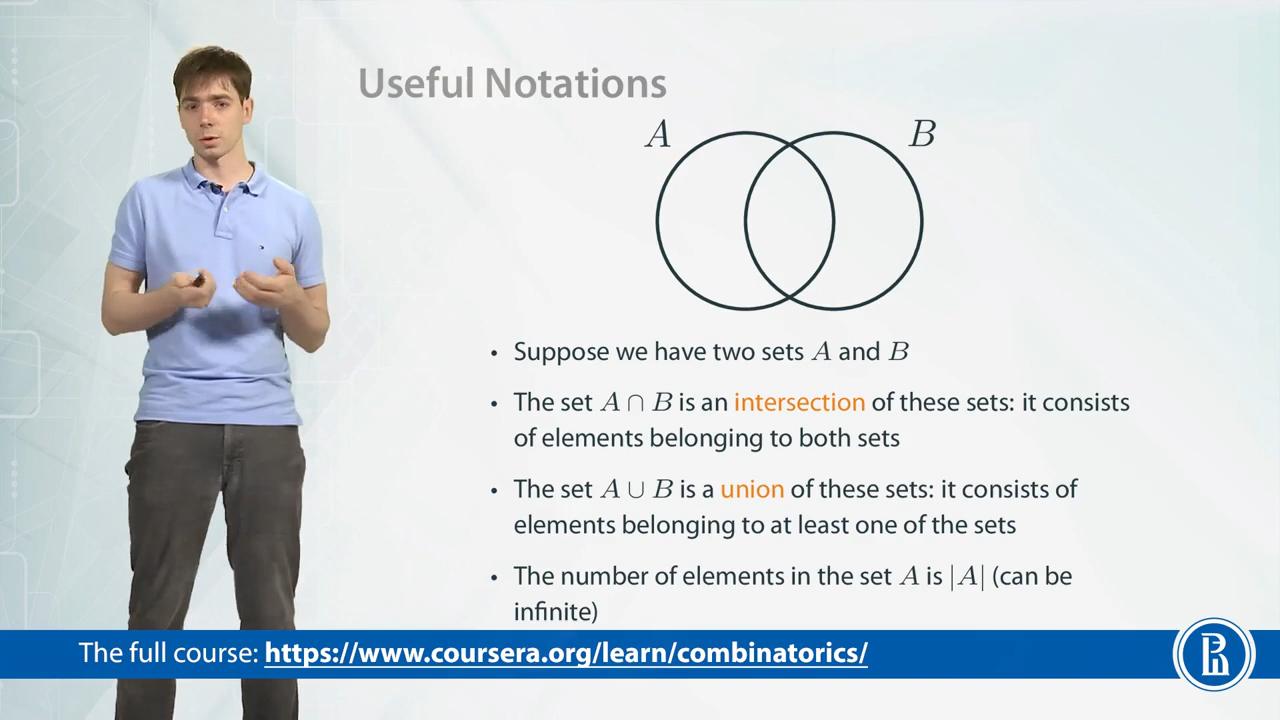 Useful Notations
A
B
• Suppose we have two sets A and B
• The set A ∩ B is an intersection of these sets: it consists
of elements belonging to both sets
• The set A ∪ B is a union of these sets: it consists of
elements belonging to at least one of the sets
• The number of elements in the set A is |A| (can be
infinite)
The full course: https://www.coursera.org/learn/combinatorics/